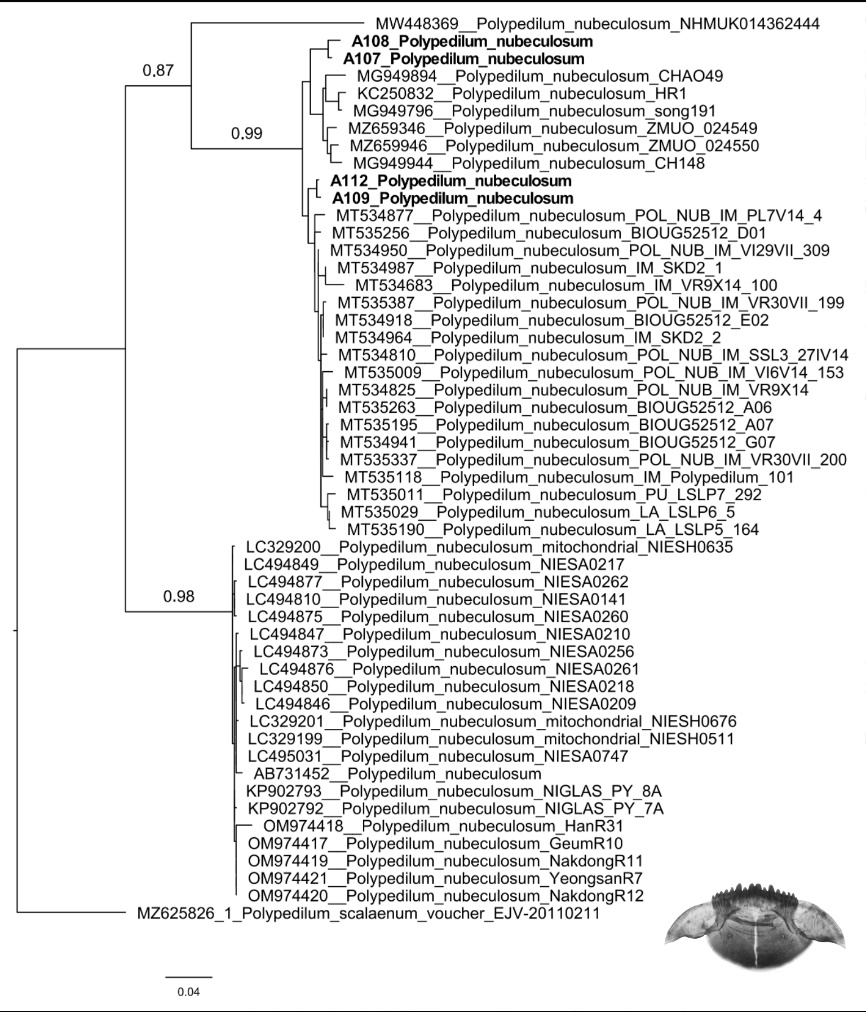 MW448369__Polypedilum_nubeculosum_NHMUK014362444
A108_Polypedilum_nubeculosum
A107_Polypedilum_nubeculosum
0.87
MG949894__Polypedilum_nubeculosum_CHAO49
KC250832__Polypedilum_nubeculosum_HR1
MG949796__Polypedilum_nubeculosum_song191
0.99
MZ659346__Polypedilum_nubeculosum_ZMUO_024549
MZ659946__Polypedilum_nubeculosum_ZMUO_024550
MG949944__Polypedilum_nubeculosum_CH148
A112_Polypedilum_nubeculosum
A109_Polypedilum_nubeculosum
MT534877__Polypedilum_nubeculosum_POL_NUB_IM_PL7V14_4
MT535256__Polypedilum_nubeculosum_BIOUG52512_D01
MT534950__Polypedilum_nubeculosum_POL_NUB_IM_VI29VII_309
MT534987__Polypedilum_nubeculosum_IM_SKD2_1
MT534683__Polypedilum_nubeculosum_IM_VR9X14_100
MT535387__Polypedilum_nubeculosum_POL_NUB_IM_VR30VII_199
MT534918__Polypedilum_nubeculosum_BIOUG52512_E02
MT534964__Polypedilum_nubeculosum_IM_SKD2_2
MT534810__Polypedilum_nubeculosum_POL_NUB_IM_SSL3_27IV14
MT535009__Polypedilum_nubeculosum_POL_NUB_IM_VI6V14_153
MT534825__Polypedilum_nubeculosum_POL_NUB_IM_VR9X14
MT535263__Polypedilum_nubeculosum_BIOUG52512_A06
MT535195__Polypedilum_nubeculosum_BIOUG52512_A07
MT534941__Polypedilum_nubeculosum_BIOUG52512_G07
MT535337__Polypedilum_nubeculosum_POL_NUB_IM_VR30VII_200
MT535118__Polypedilum_nubeculosum_IM_Polypedilum_101
MT535011__Polypedilum_nubeculosum_PU_LSLP7_292
MT535029__Polypedilum_nubeculosum_LA_LSLP6_5
MT535190__Polypedilum_nubeculosum_LA_LSLP5_164
LC329200__Polypedilum_nubeculosum_mitochondrial_NIESH0635
LC494849__Polypedilum_nubeculosum_NIESA0217
LC494877__Polypedilum_nubeculosum_NIESA0262
0.98
LC494810__Polypedilum_nubeculosum_NIESA0141
LC494875__Polypedilum_nubeculosum_NIESA0260
LC494847__Polypedilum_nubeculosum_NIESA0210
LC494873__Polypedilum_nubeculosum_NIESA0256
LC494876__Polypedilum_nubeculosum_NIESA0261
LC494850__Polypedilum_nubeculosum_NIESA0218
LC494846__Polypedilum_nubeculosum_NIESA0209
LC329201__Polypedilum_nubeculosum_mitochondrial_NIESH0676
LC329199__Polypedilum_nubeculosum_mitochondrial_NIESH0511
LC495031__Polypedilum_nubeculosum_NIESA0747
AB731452__Polypedilum_nubeculosum
KP902793__Polypedilum_nubeculosum_NIGLAS_PY_8A
KP902792__Polypedilum_nubeculosum_NIGLAS_PY_7A
OM974418__Polypedilum_nubeculosum_HanR31
OM974417__Polypedilum_nubeculosum_GeumR10
OM974419__Polypedilum_nubeculosum_NakdongR11
OM974421__Polypedilum_nubeculosum_YeongsanR7
OM974420__Polypedilum_nubeculosum_NakdongR12
MZ625826_1_Polypedilum_scalaenum_voucher_EJV-20110211
0.04